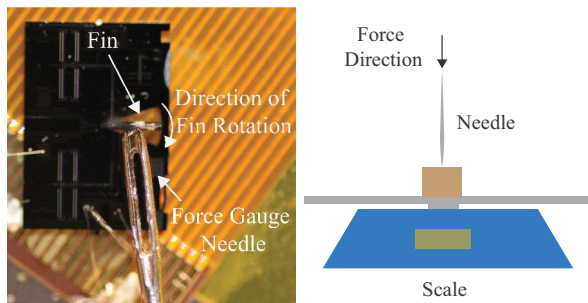 Fin
Direction of
Fin Rotation
Force Gauge
Needle
Force
Direction
Needle
Scale